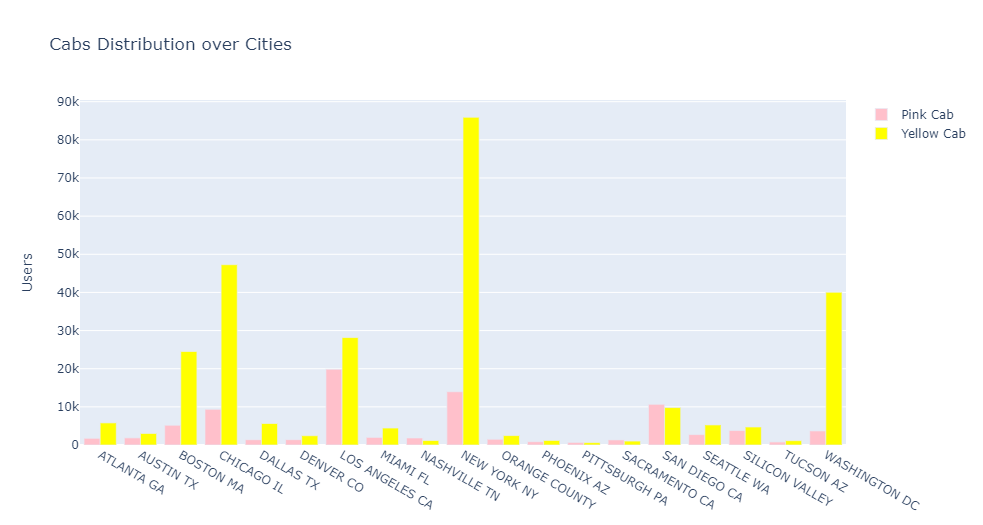 Cabs Distribution over Cities
90k
80k
70k
60k
50k
40k
30k
20k
10k
0
Users
Pink Cab
Yellow Cab
ATLANTA GA
AUSTIN TX
BOSTON MA
CHICAGO IL
DALLAS TX
DENVER CO
LOS ANGELES CA
MIAMI FL
NASHVILLE TN
NEW YORK NY
ORANGE COUNTY
PHOENIX AZ
PITTSBURGH PA
SACRAMENTO CA
SAN DIEGO CA
SEATTLE WA
SILICON VALLEY
TUCSON AZ
WASHINGTON DC